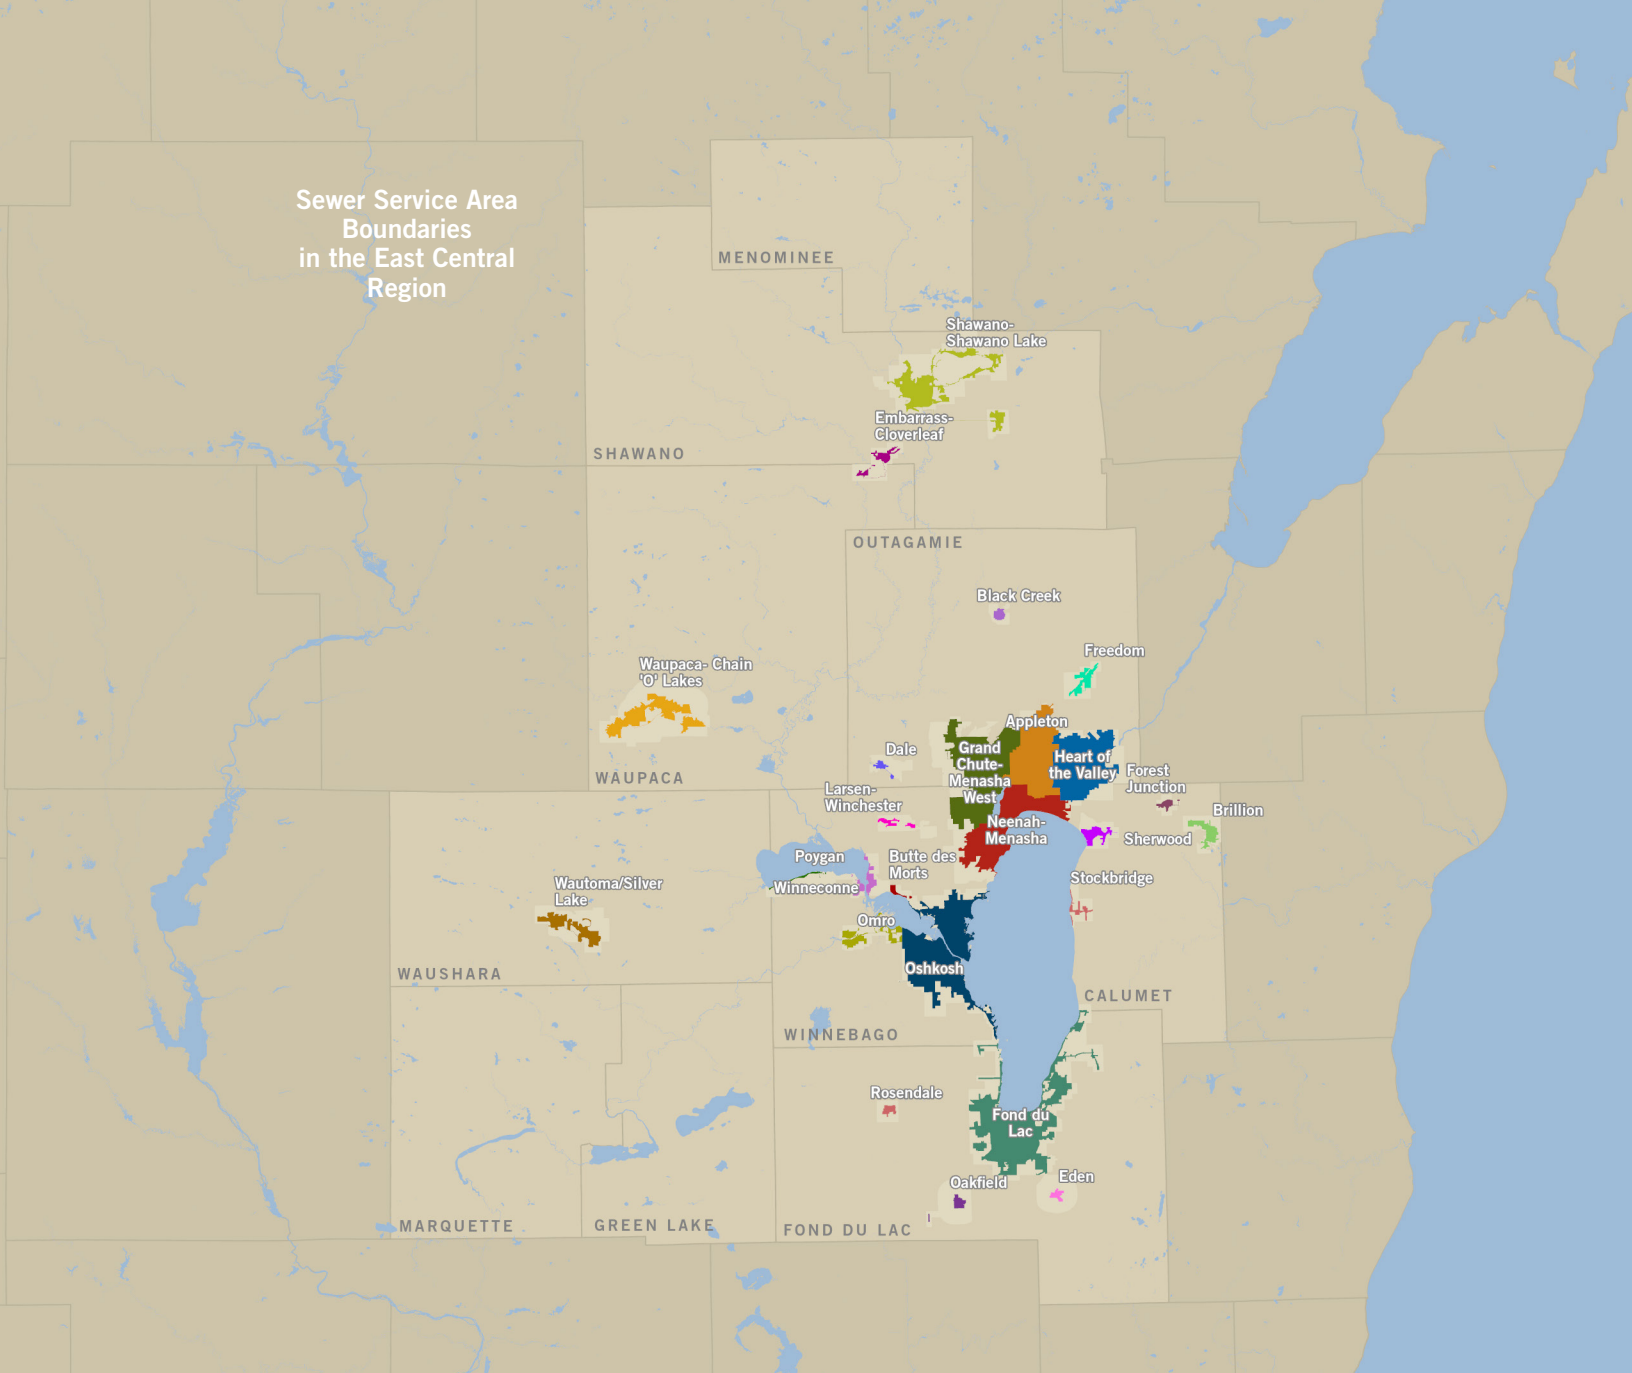 Sewer Service Area
Boundaries
in the East Central
Region
MENOMINEE
Shawano-
Shawano Lake
Embarrass-
Cloverleaf
SHAWANO
OUTAGAMIE
Black Creek
Freedom
Waupaca- Chain
'O' Lakes
Appleton
Dale
Grand
Chute-
Menasha
West
Heart of
the Valley
Forest
Junction
WAUPACA
Larsen-
Winchester
Brillion
Neenah-
Menasha
Sherwood
Poygan
Butte des
Morts
Stockbridge
Wautoma/Silver
Lake
Winneconne
Omro
Oshkosh
WAUSHARA
CALUMET
WINNEBAGO
Rosendale
Fond du
Lac
Oakfield
Eden
MARQUETTE
GREEN LAKE
FOND DU LAC